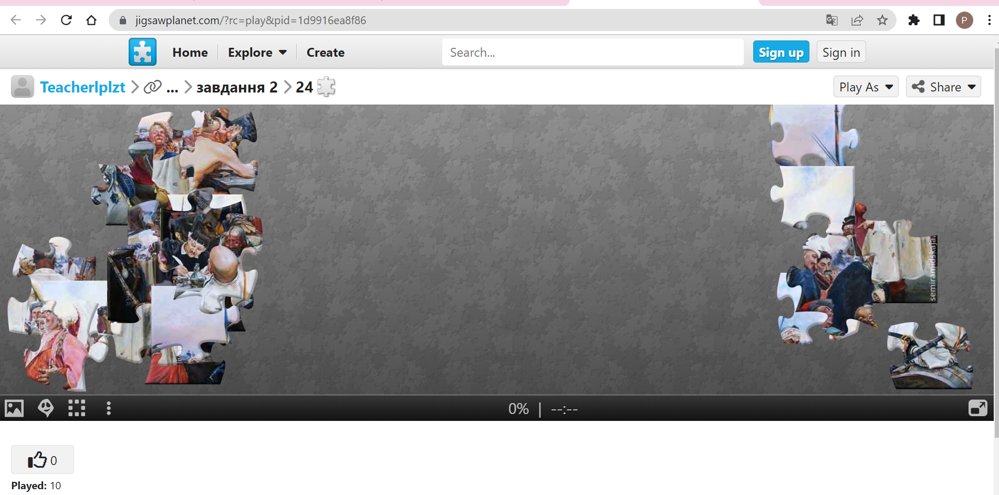 jigsawplanet.com/?rc=play&pid=1d9916ea8f86
P
Home Explore Create Search... Sign up Sign in
Teacherlplzt ... завдання 2 24 Play As Share
semiramidskaja.
0% | --:--
0
Played: 10